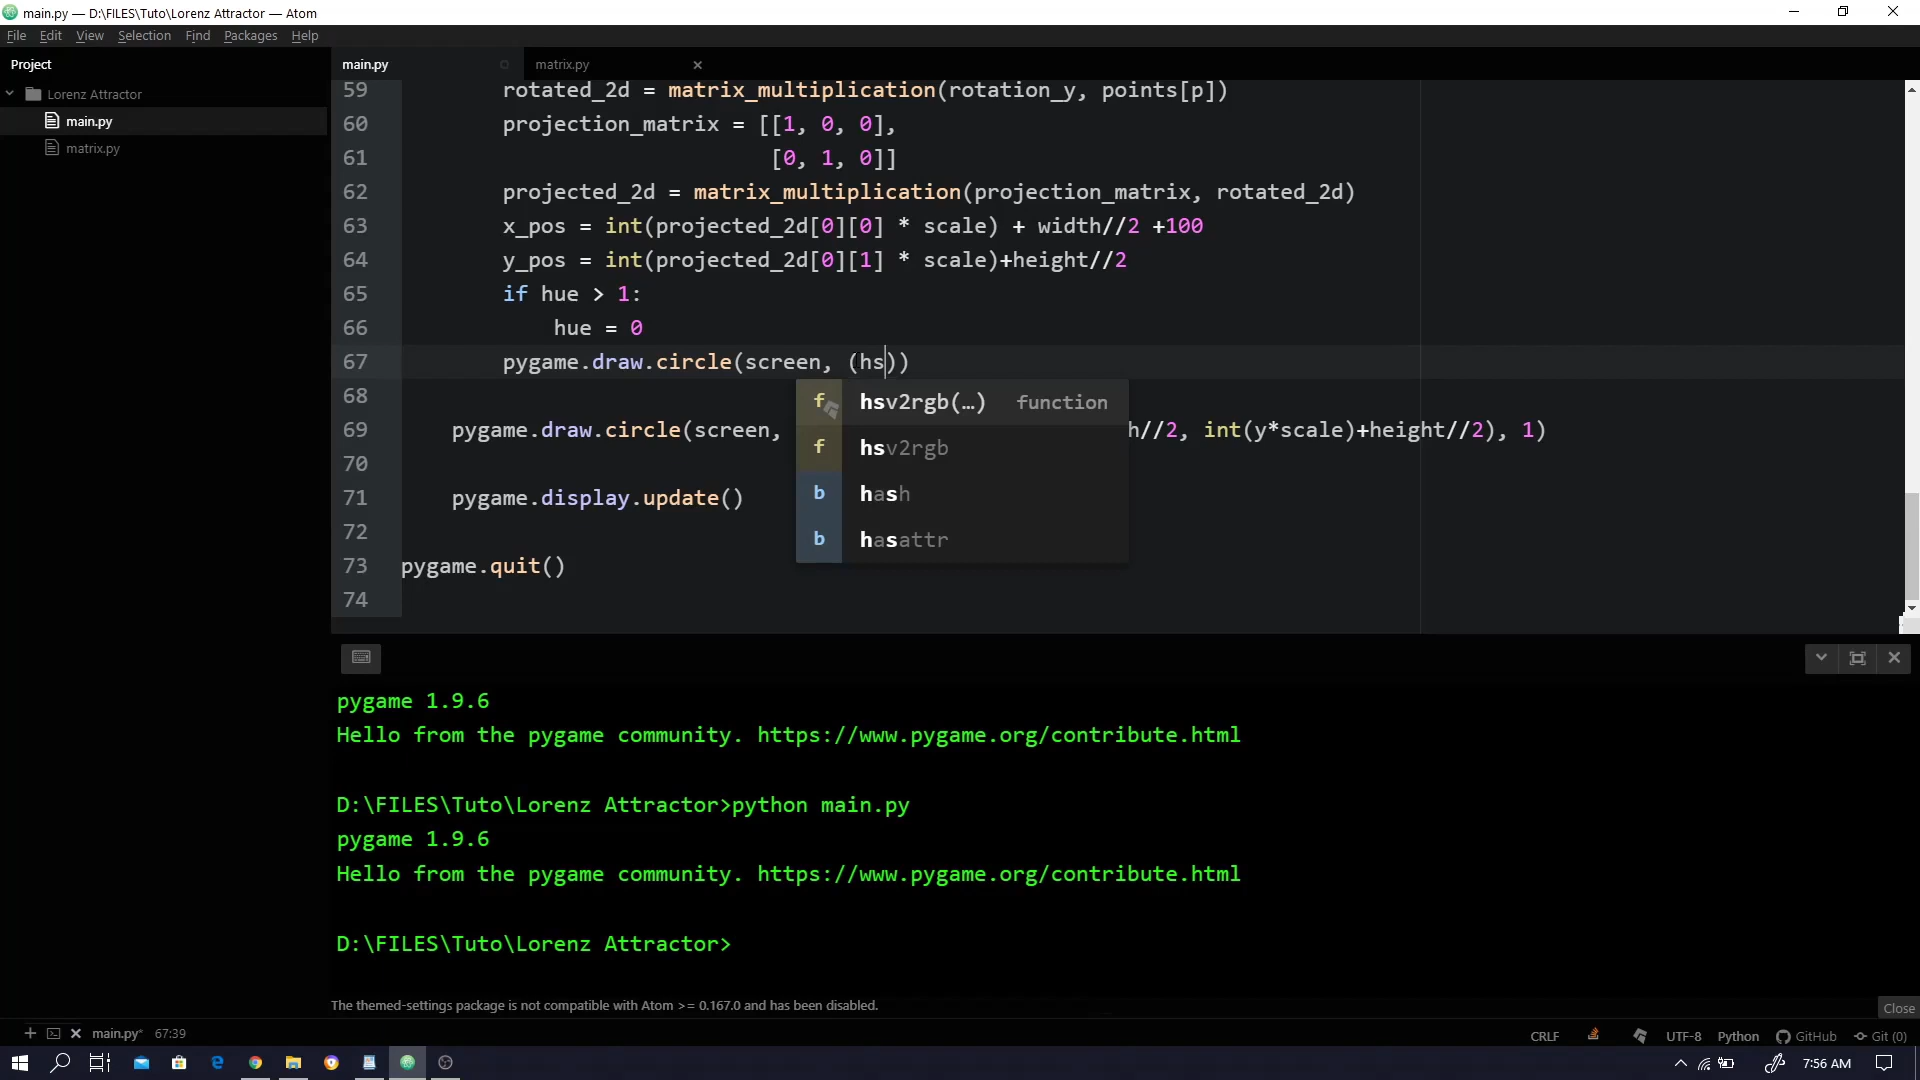 main.py — D:\FILES\Tuto\Lorenz Attractor — Atom
File Edit View Selection Find Packages Help
Project
Lorenz Attractor
main.py
matrix.py
main.py
matrix.py
59 rotated_2d = matrix_multiplication(rotation_y, points[p])
60 projection_matrix = [[1, 0, 0],
61 [0, 1, 0]]
62 projected_2d = matrix_multiplication(projection_matrix, rotated_2d)
63 x_pos = int(projected_2d[0][0] * scale) + width//2 +100
64 y_pos = int(projected_2d[0][1] * scale)+height//2
65 if hue > 1:
66 hue = 0
67 pygame.draw.circle(screen, (hs))
68
69 pygame.draw.circle(screen, h//2, int(y*scale)+height//2), 1)
70
71 pygame.display.update()
72
73 pygame.quit()
74
f hsv2rgb(…) function
f hsv2rgb
b hash
b hasattr
pygame 1.9.6
Hello from the pygame community. https://www.pygame.org/contribute.html
D:\FILES\Tuto\Lorenz Attractor>python main.py
pygame 1.9.6
Hello from the pygame community. https://www.pygame.org/contribute.html
D:\FILES\Tuto\Lorenz Attractor>
The themed-settings package is not compatible with Atom >= 0.167.0 and has been disabled.
Close
main.py* 67:39
CRLF UTF-8 Python GitHub Git (0)
7:56 AM